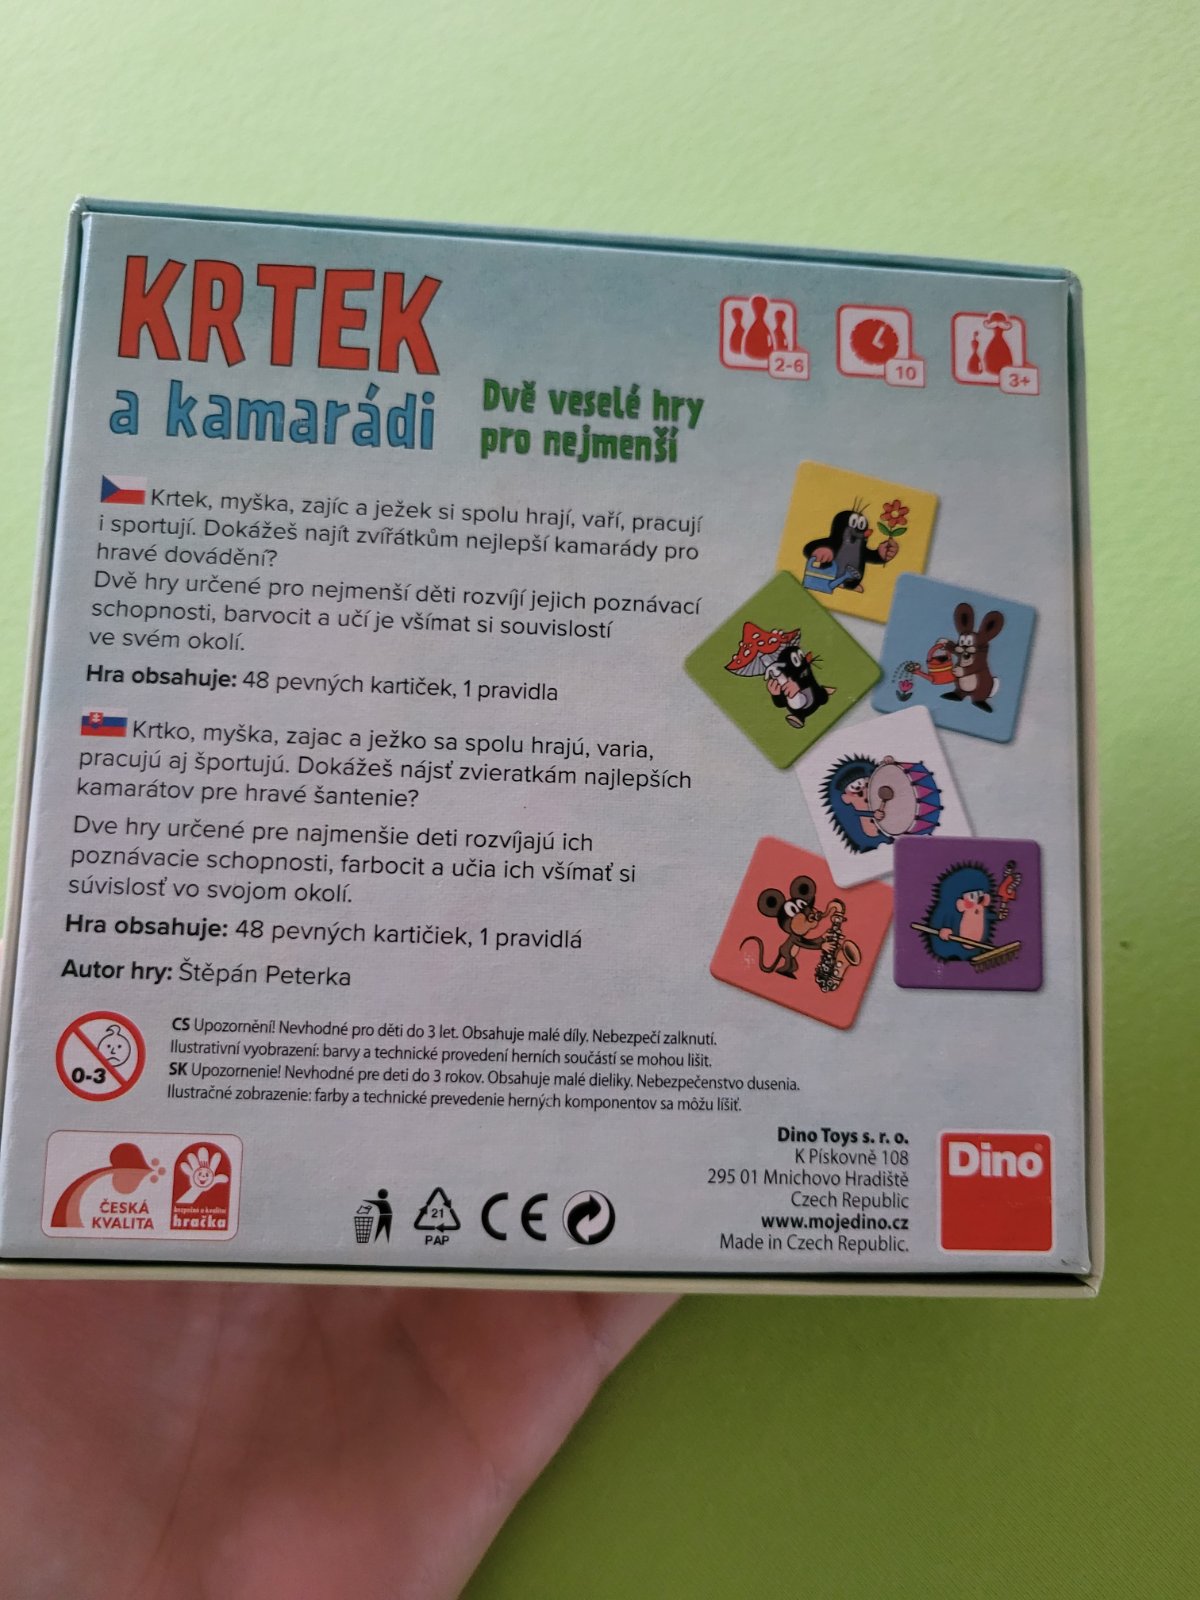 KRTEK
a kamarádi
Dvě veselé hry
pro nejmenší
2-6
10
3+
Krtek, myška, zajíc a ježek si spolu hrají, vaří, pracují
i sportují. Dokážeš najít zvířátkům nejlepší kamarády pro
hravé dovádění?
Dvě hry určené pro nejmenší děti rozvíjí jejich poznávací
schopnosti, barvocit a učí je všímat si souvislostí
ve svém okolí.
Hra obsahuje: 48 pevných kartiček, 1 pravidla
Krtko, myška, zajac a ježko sa spolu hrajú, varia,
pracujú aj športujú. Dokážeš nájsť zvieratkám najlepších
kamarátov pre hravé šantenie?
Dve hry určené pre najmenšie deti rozvíjajú ich
poznávacie schopnosti, farbocit a učia ich všímať si
súvislosť vo svojom okolí.
Hra obsahuje: 48 pevných kartičiek, 1 pravidlá
Autor hry: Štěpán Peterka
0-3
CS Upozornění! Nevhodné pro děti do 3 let. Obsahuje malé díly. Nebezpečí zalknutí.
Ilustrativní vyobrazení: barvy a technické provedení herních součástí se mohou lišit.
SK Upozornenie! Nevhodné pre deti do 3 rokov. Obsahuje malé dieliky. Nebezpečenstvo dusenia.
Ilustračné zobrazenie: farby a technické prevedenie herných komponentov sa môžu líšiť.
ČESKÁ
KVALITA
bezpečná a kvalitní
hračka
21
PAP
CE
Dino Toys s. r. o.
K Pískovně 108
295 01 Mnichovo Hradiště
Czech Republic
www.mojedino.cz
Made in Czech Republic.
Dino